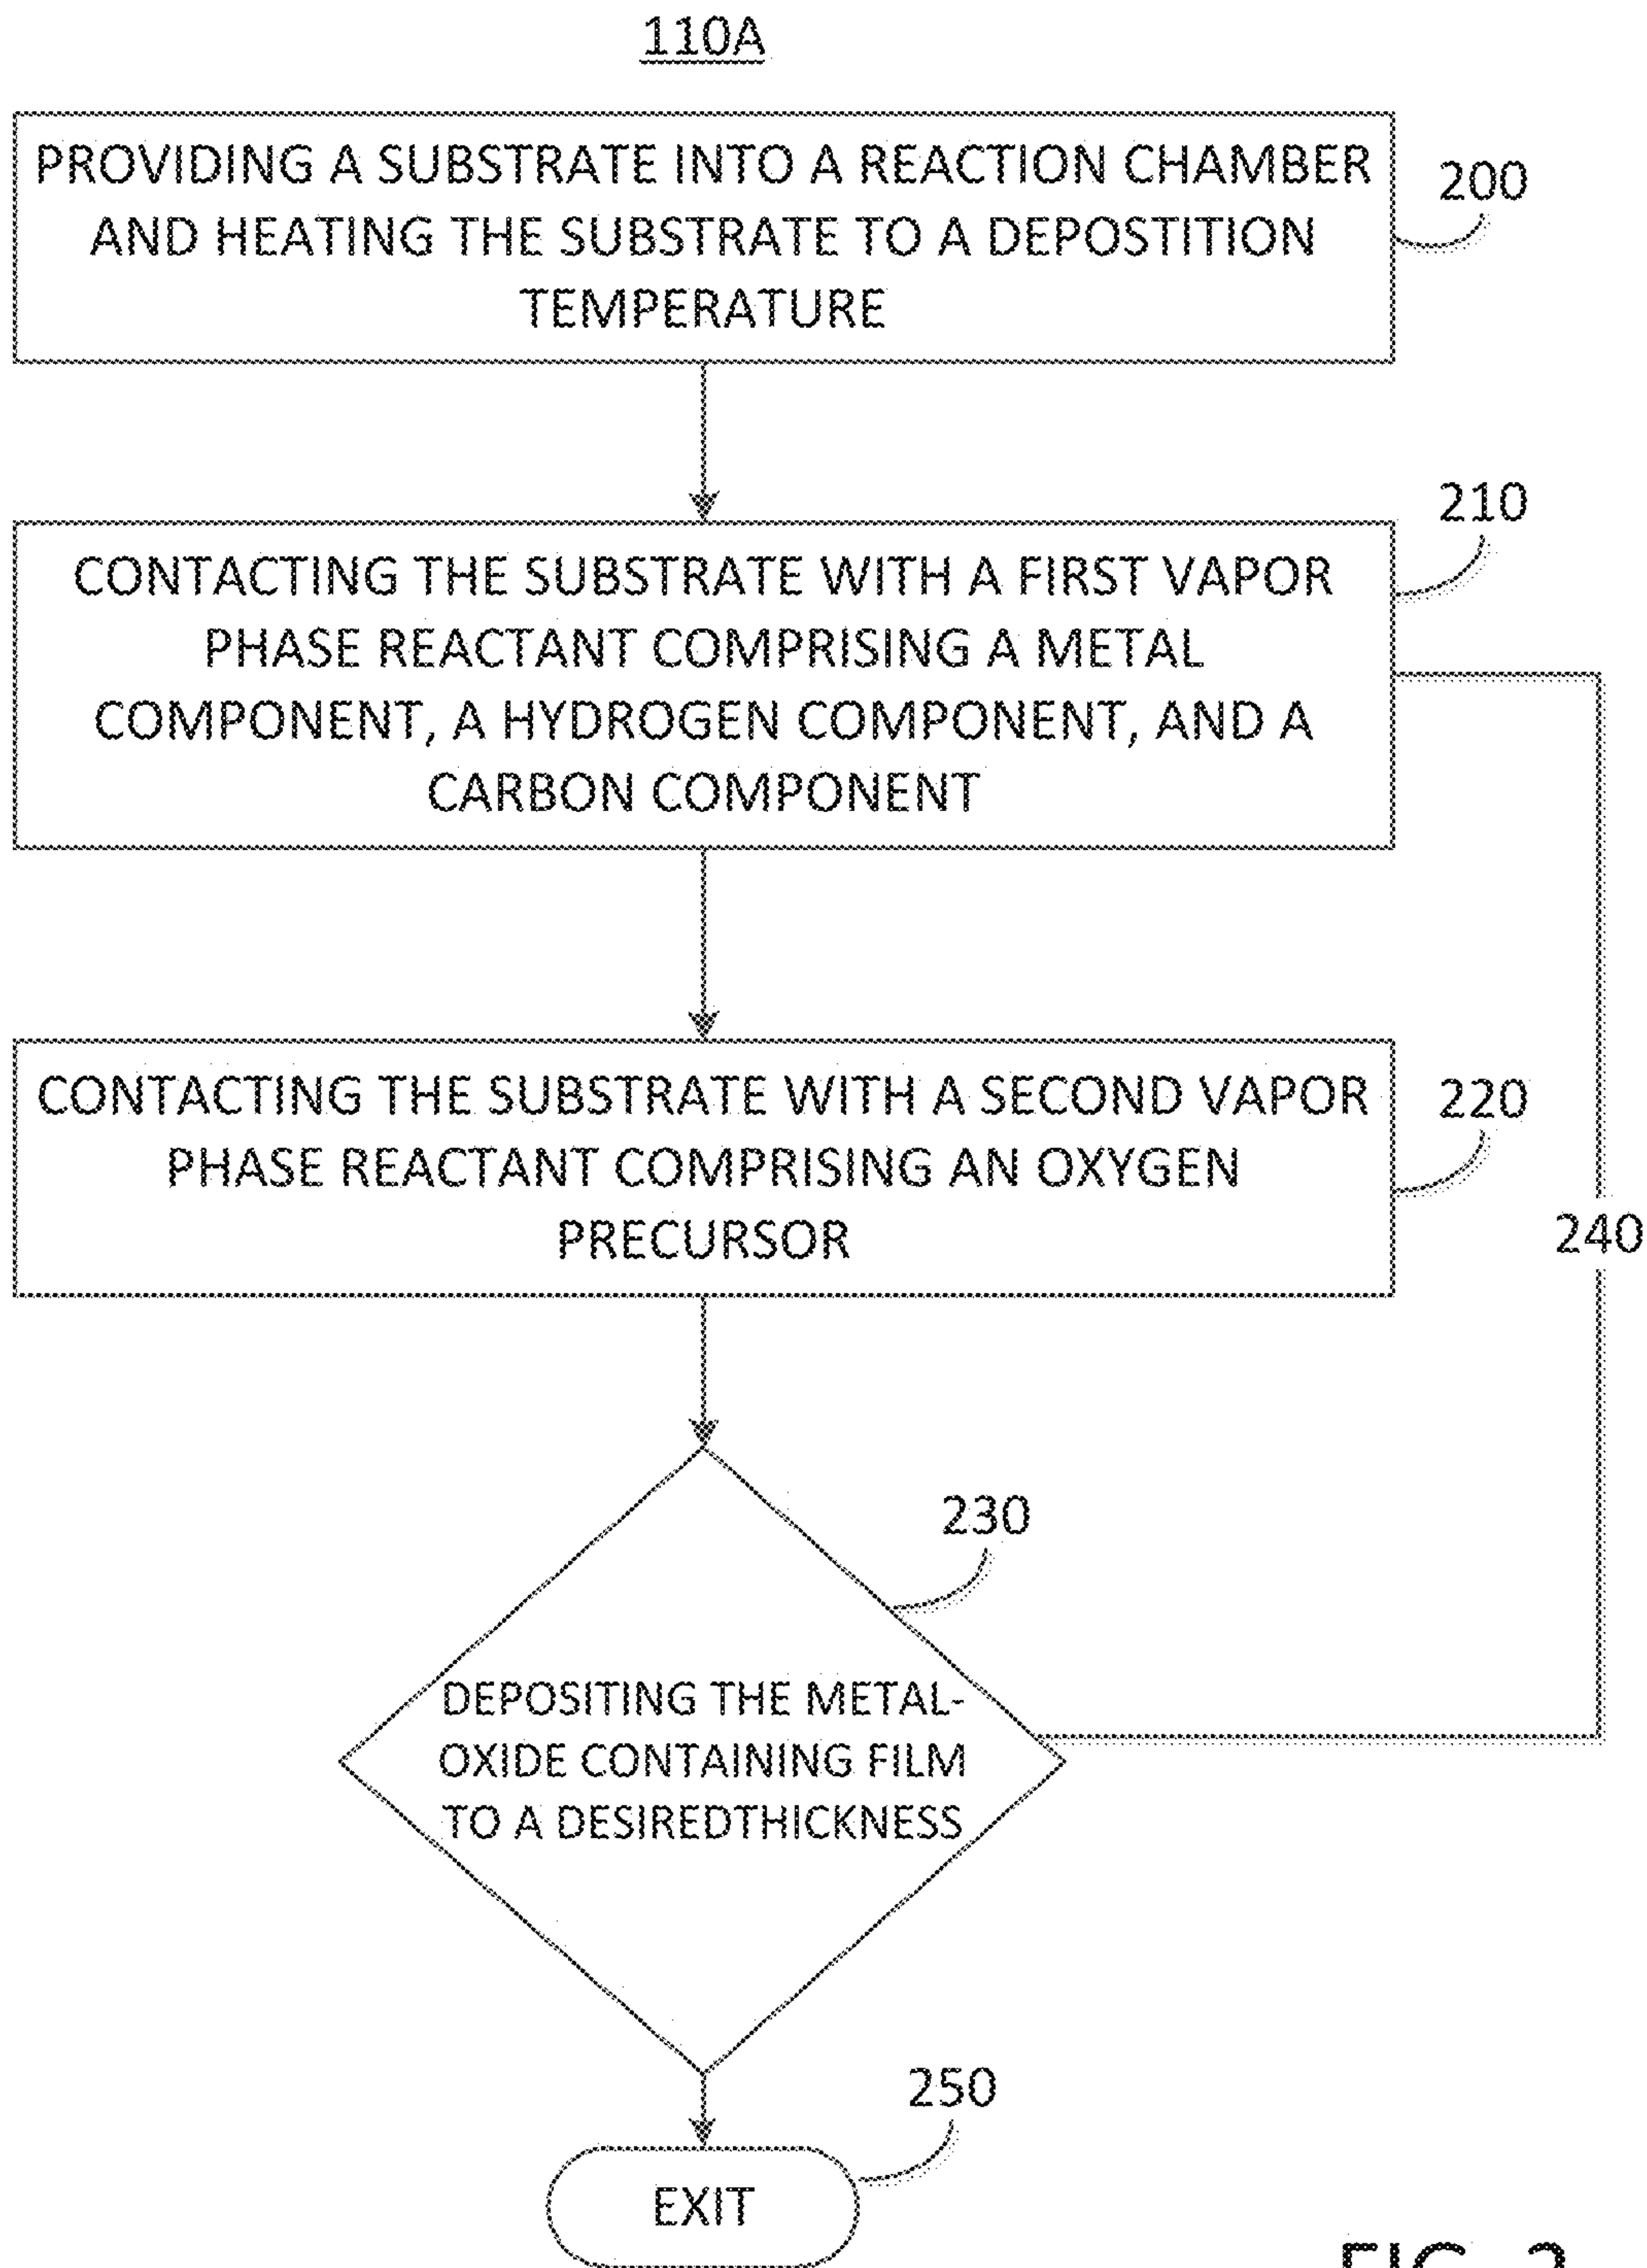 110A
PROVIDING A SUBSTRATE INTO A REACTION CHAMBER
AND HEATING THE SUBSTRATE TO A DEPOSTITION
TEMPERATURE
200
CONTACTING THE SUBSTRATE WITH A FIRST VAPOR
PHASE REACTANT COMPRISING A METAL
COMPONENT, A HYDROGEN COMPONENT, AND A
CARBON COMPONENT
210
CONTACTING THE SUBSTRATE WITH A SECOND VAPOR
PHASE REACTANT COMPRISING AN OXYGEN
PRECURSOR
220
240
230
DEPOSITING THE METAL-
OXIDE CONTAINING FILM
TO A DESIREDTHICKNESS
250
EXIT